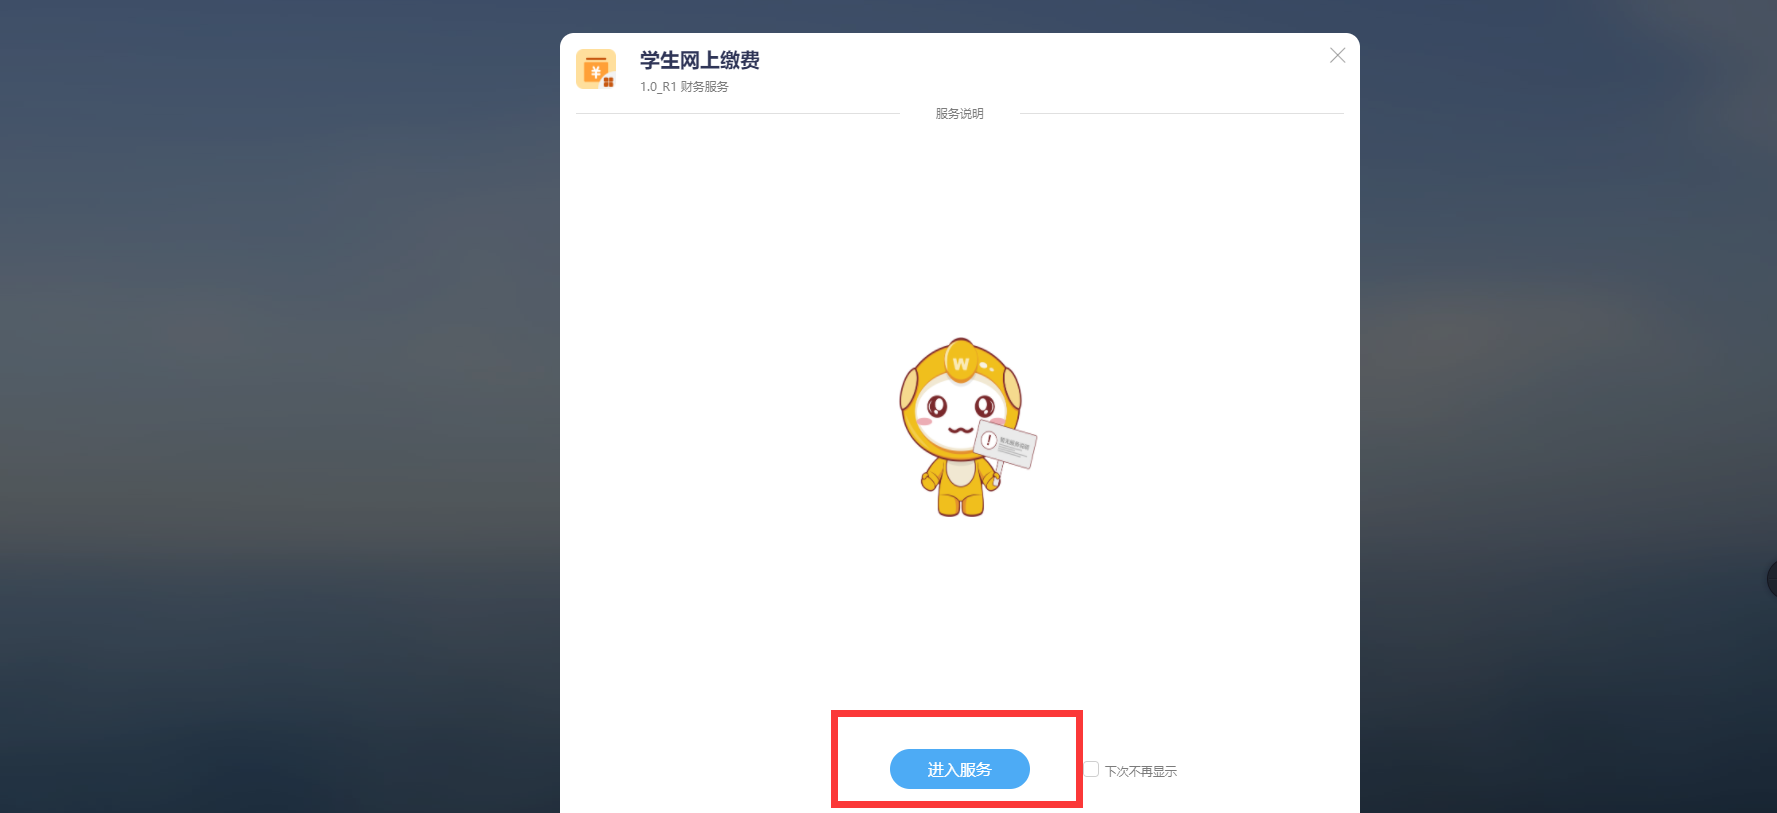 学生网上缴费
1.0_R1 财务服务
服务说明
W
进入服务
下次不再显示